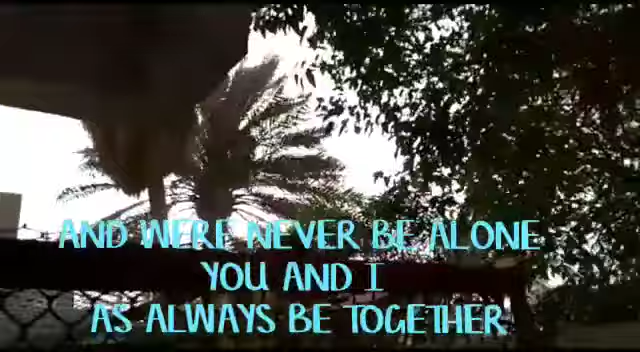 AND WERE NEVER BE ALONE
YOU AND I
AS ALWAYS BE TOGETHER